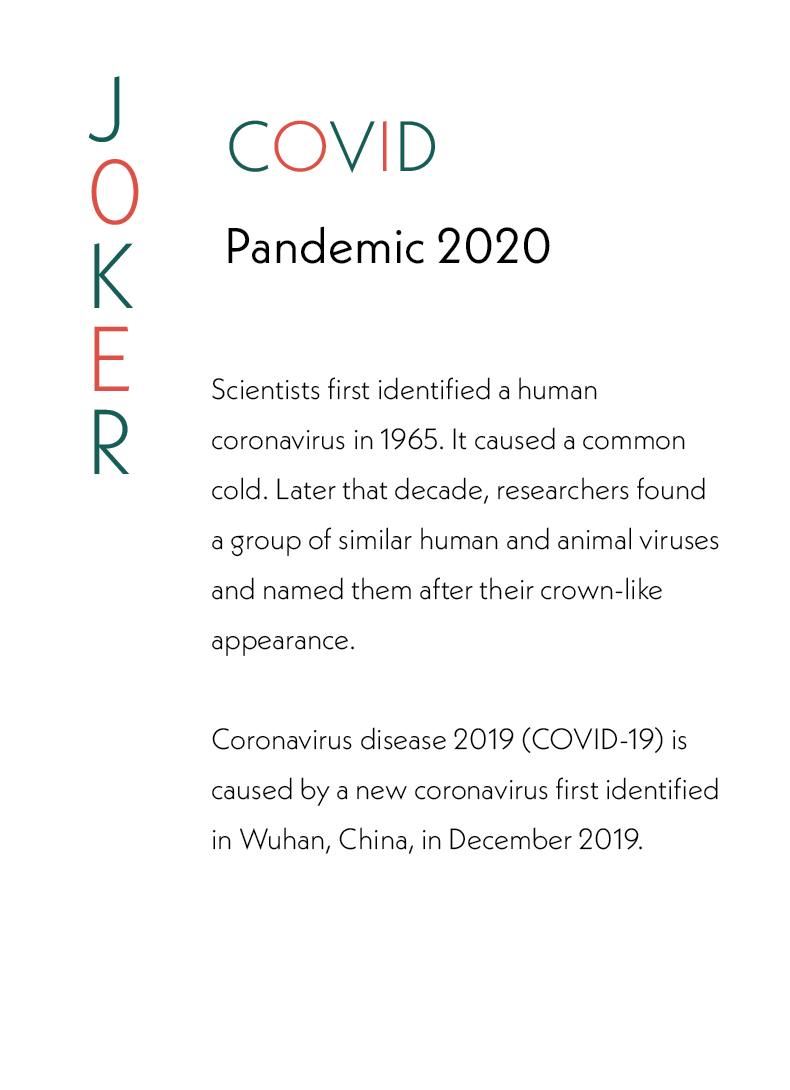 JOKER
COVID
Pandemic 2020
Scientists first identified a human
coronavirus in 1965. It caused a common
cold. Later that decade, researchers found
a group of similar human and animal viruses
and named them after their crown-like
appearance.
Coronavirus disease 2019 (COVID-19) is
caused by a new coronavirus first identified
in Wuhan, China, in December 2019.